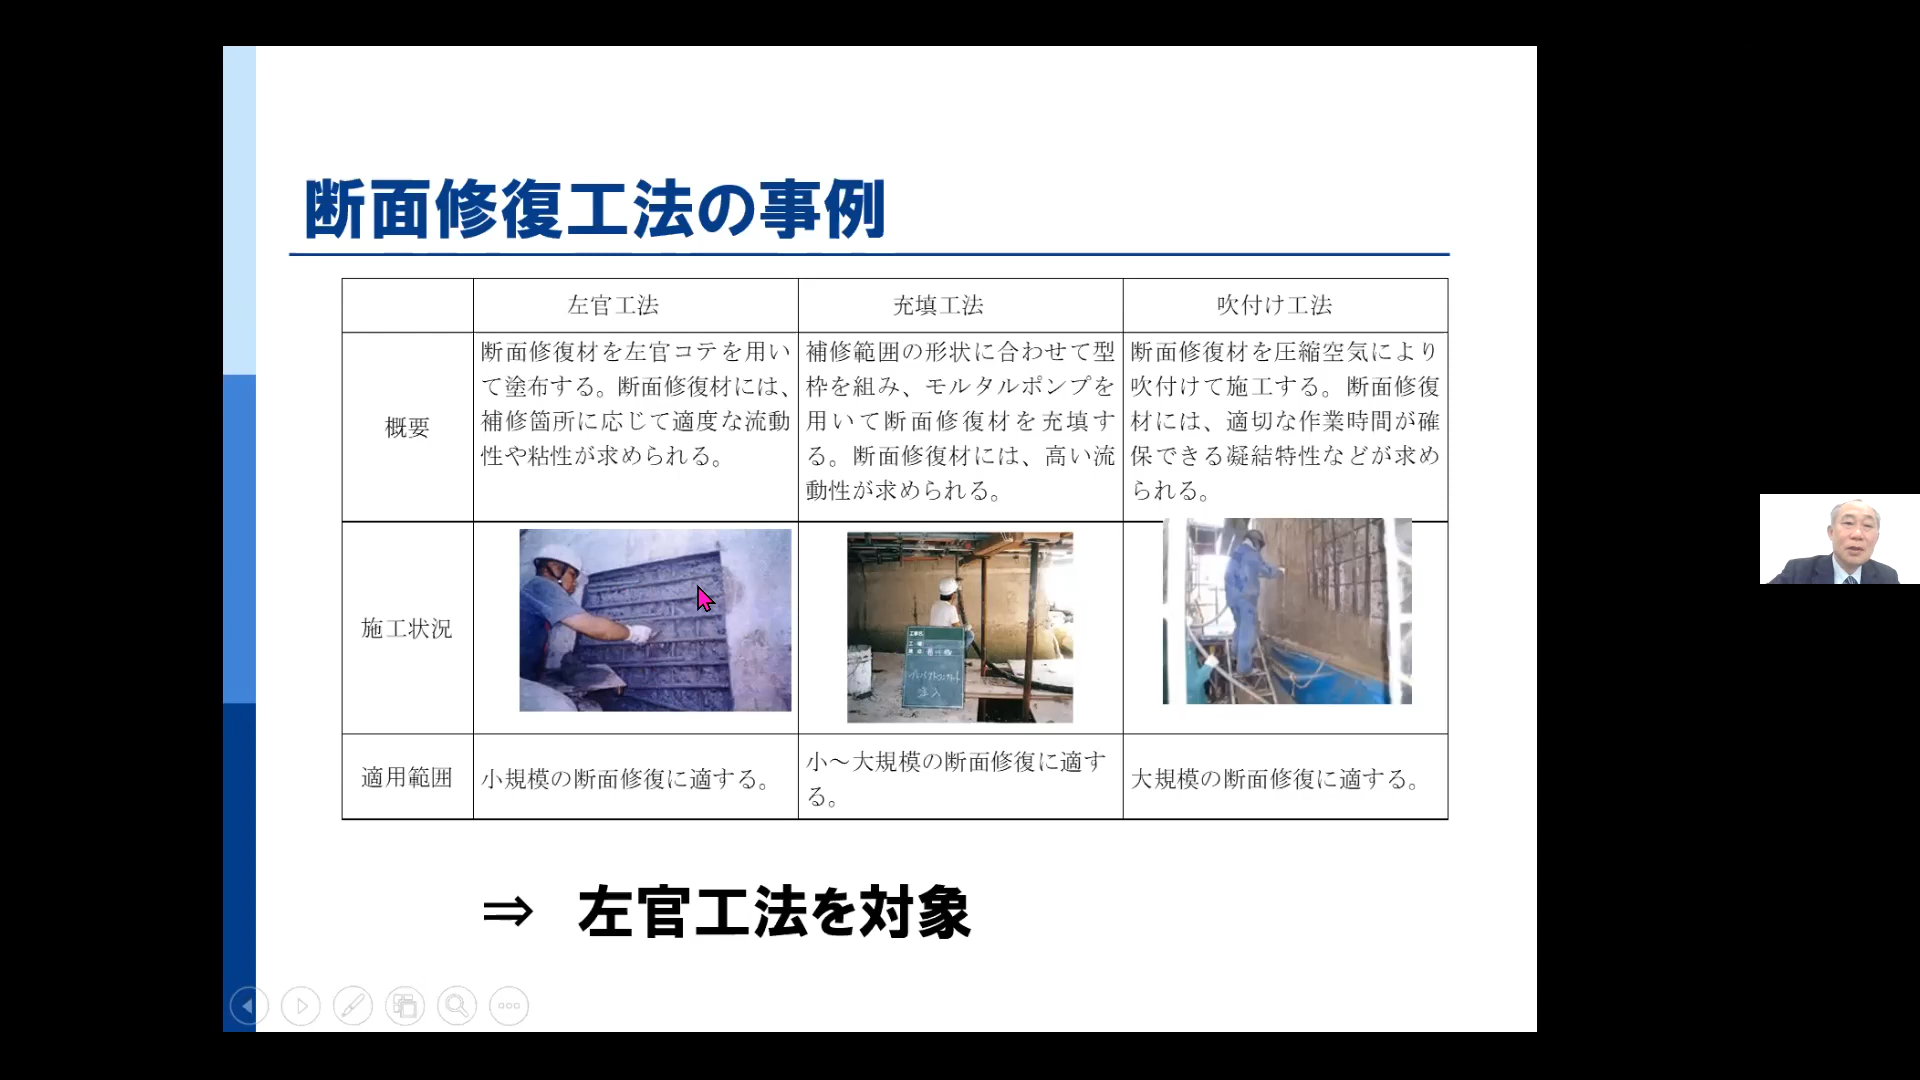 断面修復工法の事例
左官工法
充填工法
吹付け工法
概要
断面修復材を左官コテを用い
て塗布する。断面修復材には、
補修箇所に応じて適度な流動
性や粘性が求められる。
補修範囲の形状に合わせて型
枠を組み、モルタルポンプを
用いて断面修復材を充填す
る。断面修復材には、高い流
動性が求められる。
断面修復材を圧縮空気により
吹付けて施工する。断面修復
材には、適切な作業時間が確
保できる凝結特性などが求め
られる。
施工状況
工事名
注入
適用範囲
小規模の断面修復に適する。
小～大規模の断面修復に適す
る。
大規模の断面修復に適する。
⇒ 左官工法を対象